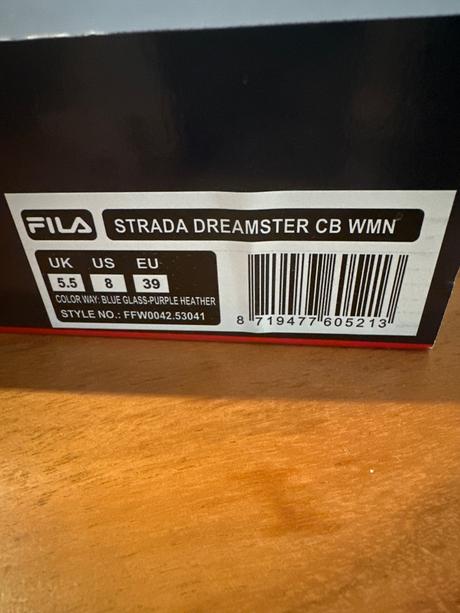 FILA STRADA DREAMSTER CB WMN
UK US EU
5.5 8 39
COLOR WAY: BLUE GLASS-PURPLE HEATHER
STYLE NO.: FFW0042.53041
8 719477 605213